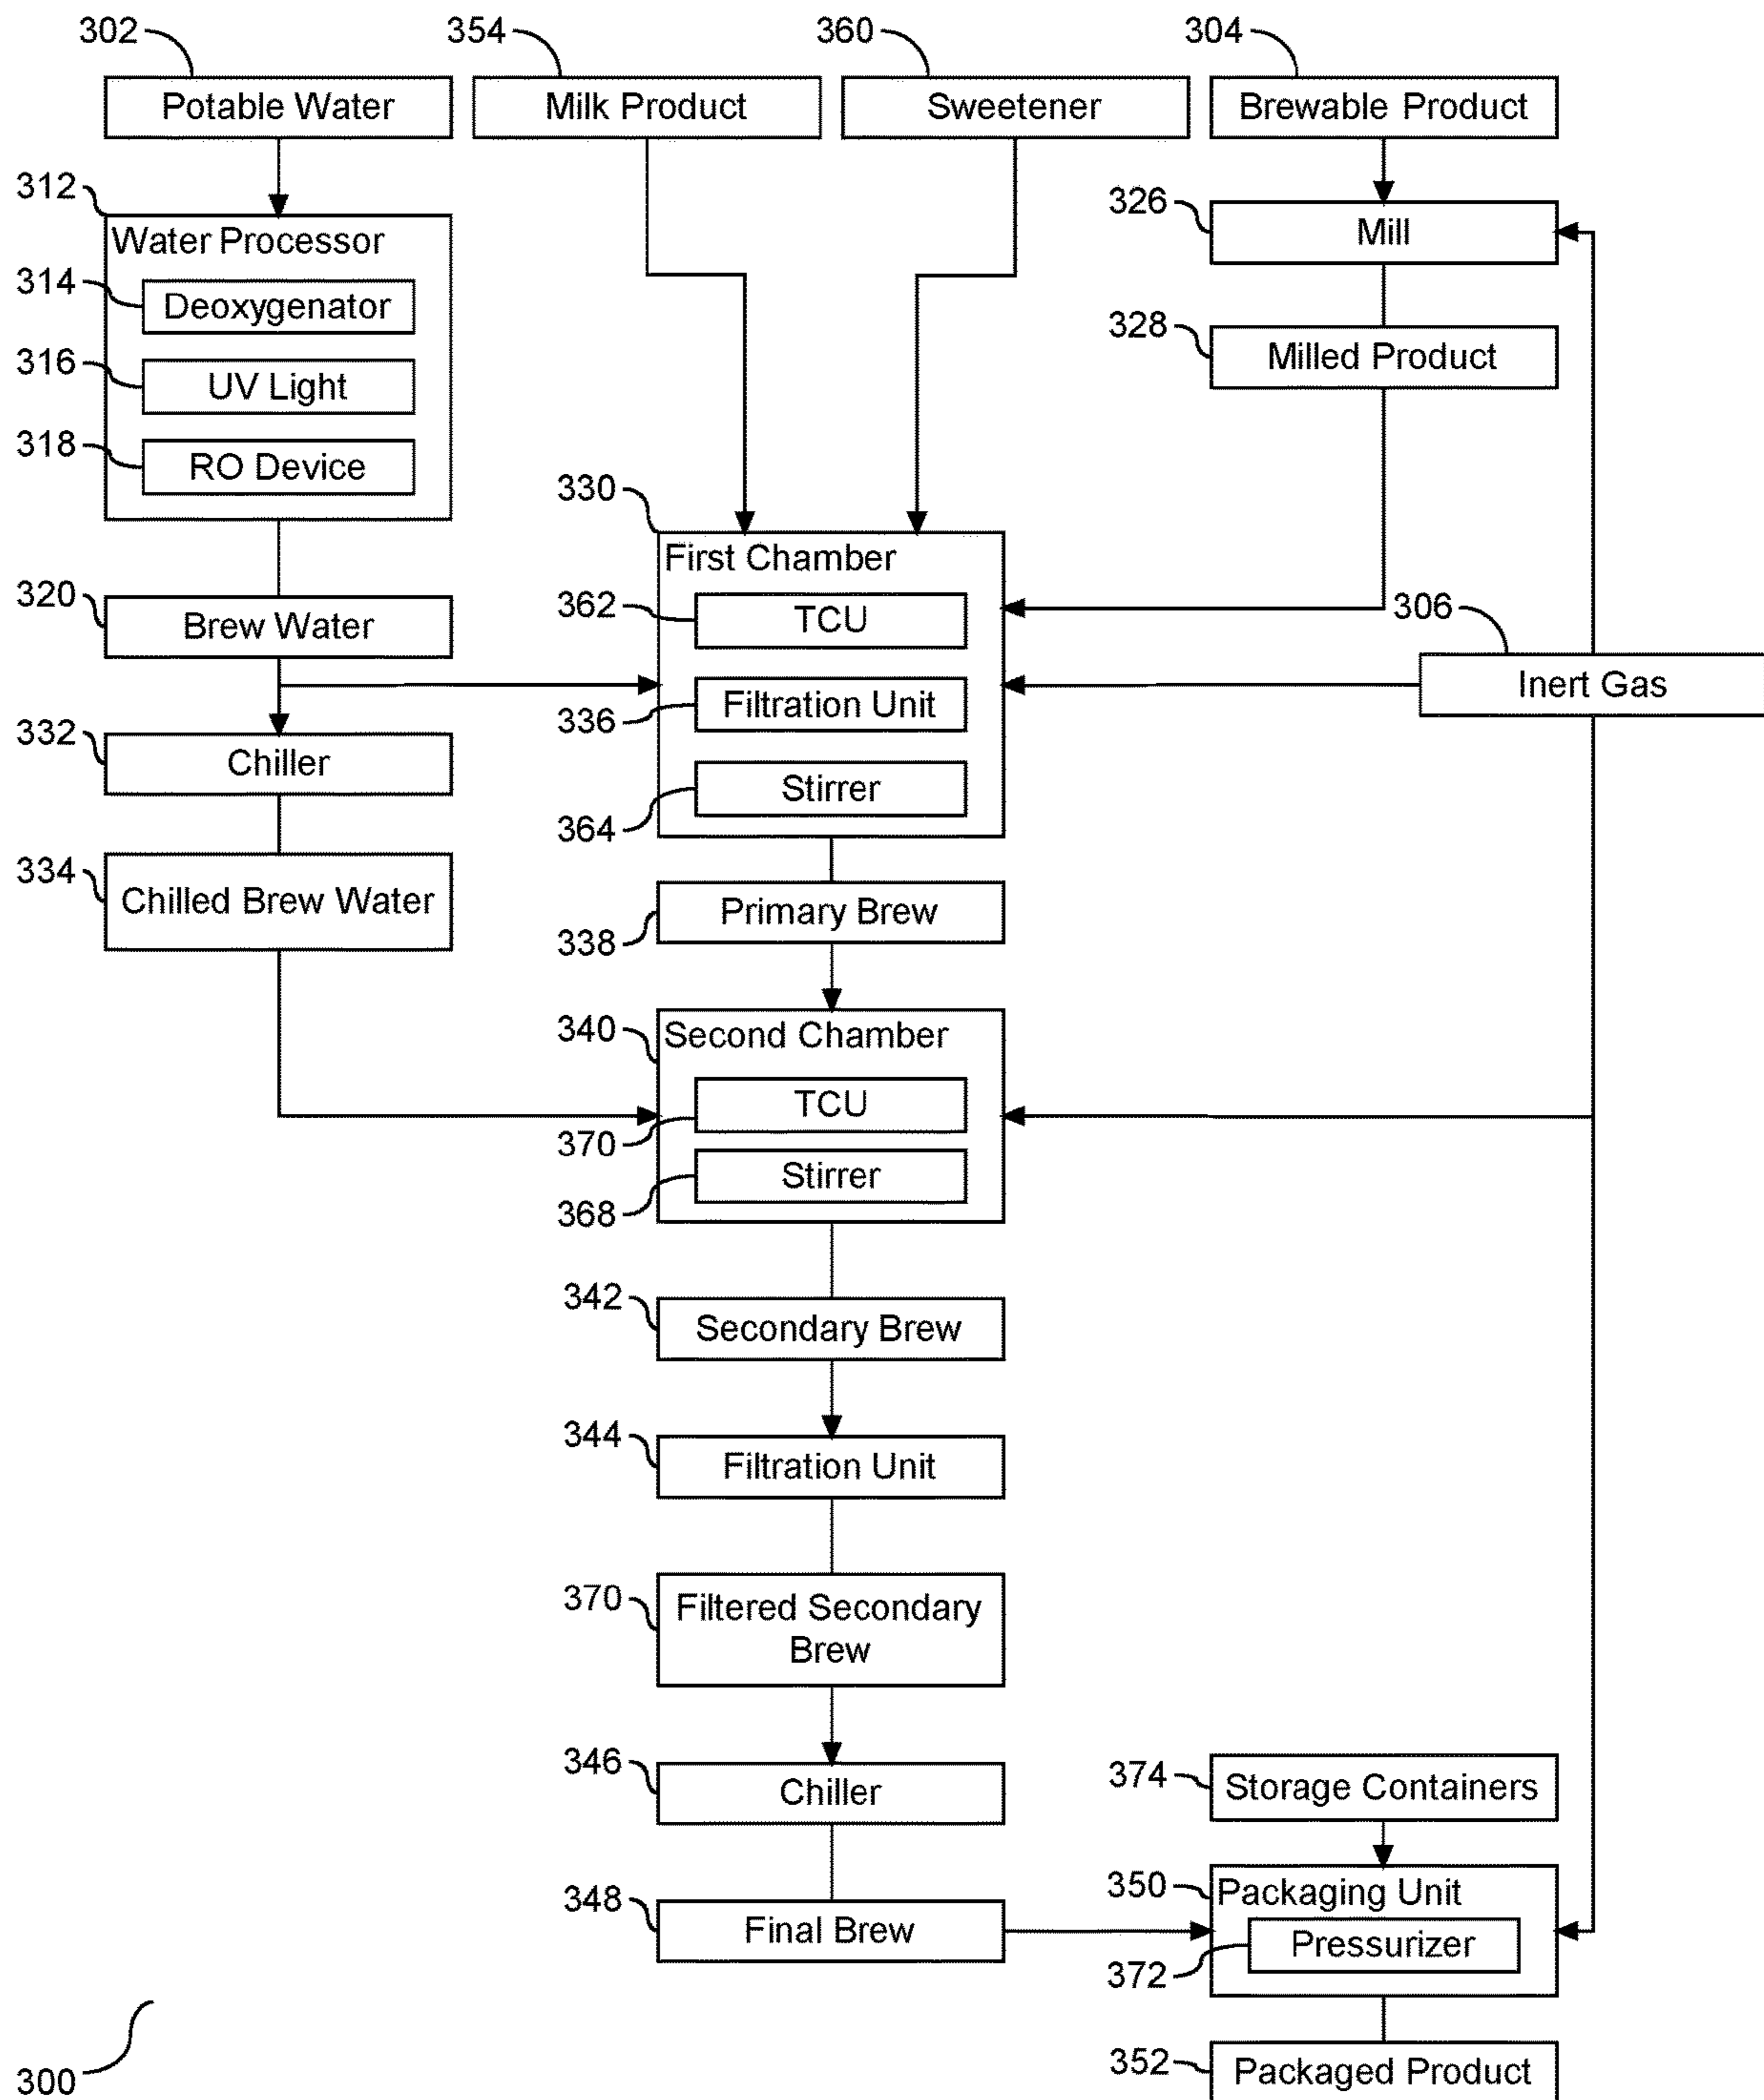 302
354
360
304
Potable Water
Milk Product
Sweetener
Brewable Product
312
Water Processor
314
Deoxygenator
316
UV Light
318
RO Device
326
Mill
328
Milled Product
330
First Chamber
362
TCU
336
Filtration Unit
364
Stirrer
306
Inert Gas
320
Brew Water
332
Chiller
334
Chilled Brew Water
338
Primary Brew
340
Second Chamber
TCU
370
Stirrer
368
342
Secondary Brew
344
Filtration Unit
370
Filtered Secondary
Brew
346
Chiller
348
Final Brew
374
Storage Containers
350
Packaging Unit
Pressurizer
372
352
Packaged Product
300